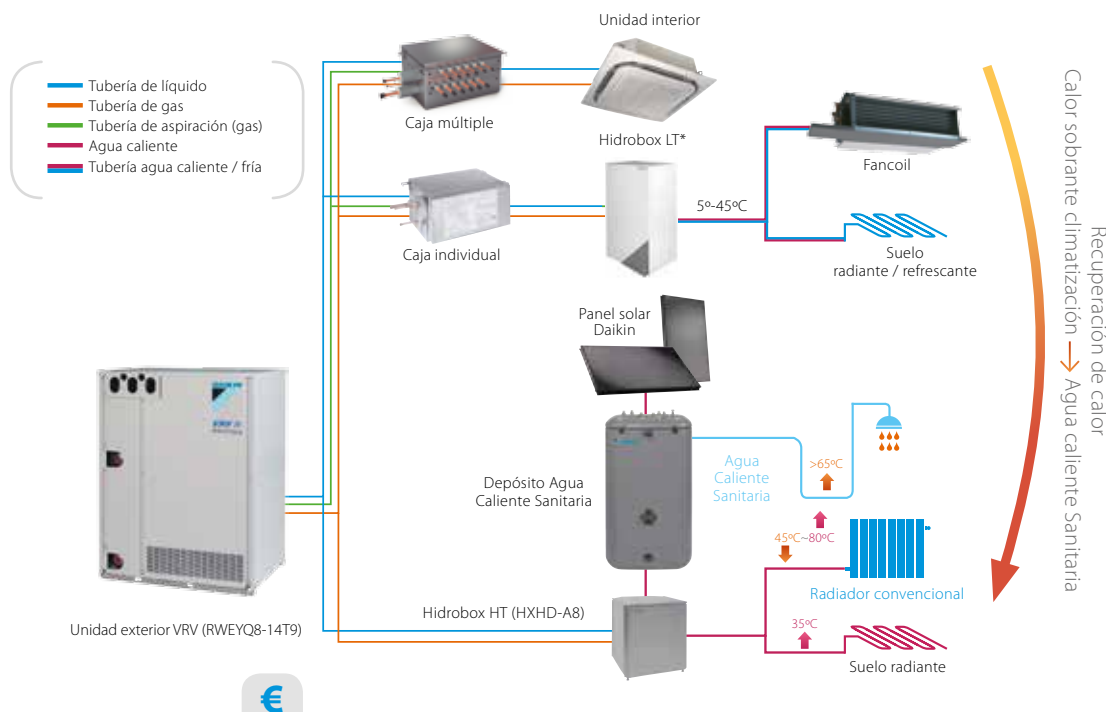 Unidad interior
Tubería de líquido
Tubería de gas
Tubería de aspiración (gas)
Agua caliente
Tubería agua caliente / fría
Caja múltiple
Hidrobox LT*
Fancoil
5º-45ºC
Caja individual
Suelo
radiante / refrescante
Recuperación de calor
Calor sobrante climatización → Agua caliente Sanitaria
Panel solar
Daikin
Depósito Agua
Caliente Sanitaria
Agua
Caliente
Sanitaria
>65ºC
45ºC~80ºC
Radiador convencional
Hidrobox HT (HXHD-A8)
35ºC
Suelo radiante
Unidad exterior VRV (RWEYQ8-14T9)
€